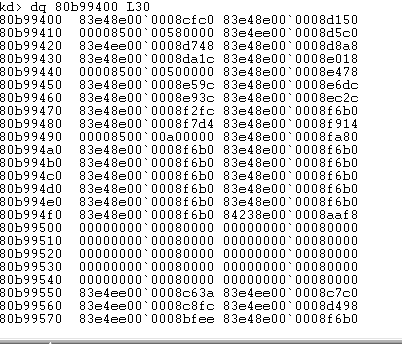 kd> dq 80b99400 L30
80b99400  83e48e00`0008cfc0 83e48e00`0008d150
80b99410  00008500`00580000 83e4ee00`0008d5c0
80b99420  83e4ee00`0008d748 83e48e00`0008d8a8
80b99430  83e48e00`0008da1c 83e48e00`0008e018
80b99440  00008500`00500000 83e48e00`0008e478
80b99450  83e48e00`0008e59c 83e48e00`0008e6dc
80b99460  83e48e00`0008e93c 83e48e00`0008ec2c
80b99470  83e48e00`0008f2fc 83e48e00`0008f6b0
80b99480  83e48e00`0008f7d4 83e48e00`0008f914
80b99490  00008500`00a00000 83e48e00`0008fa80
80b994a0  83e48e00`0008f6b0 83e48e00`0008f6b0
80b994b0  83e48e00`0008f6b0 83e48e00`0008f6b0
80b994c0  83e48e00`0008f6b0 83e48e00`0008f6b0
80b994d0  83e48e00`0008f6b0 83e48e00`0008f6b0
80b994e0  83e48e00`0008f6b0 83e48e00`0008f6b0
80b994f0  83e48e00`0008f6b0 84238e00`0008aaf8
80b99500  00000000`00080000 00000000`00080000
80b99510  00000000`00080000 00000000`00080000
80b99520  00000000`00080000 00000000`00080000
80b99530  00000000`00080000 00000000`00080000
80b99540  00000000`00080000 00000000`00080000
80b99550  83e4ee00`0008c63a 83e4ee00`0008c7c0
80b99560  83e4ee00`0008c8fc 83e4ee00`0008d498
80b99570  83e4ee00`0008bfee 83e48e00`0008f6b0